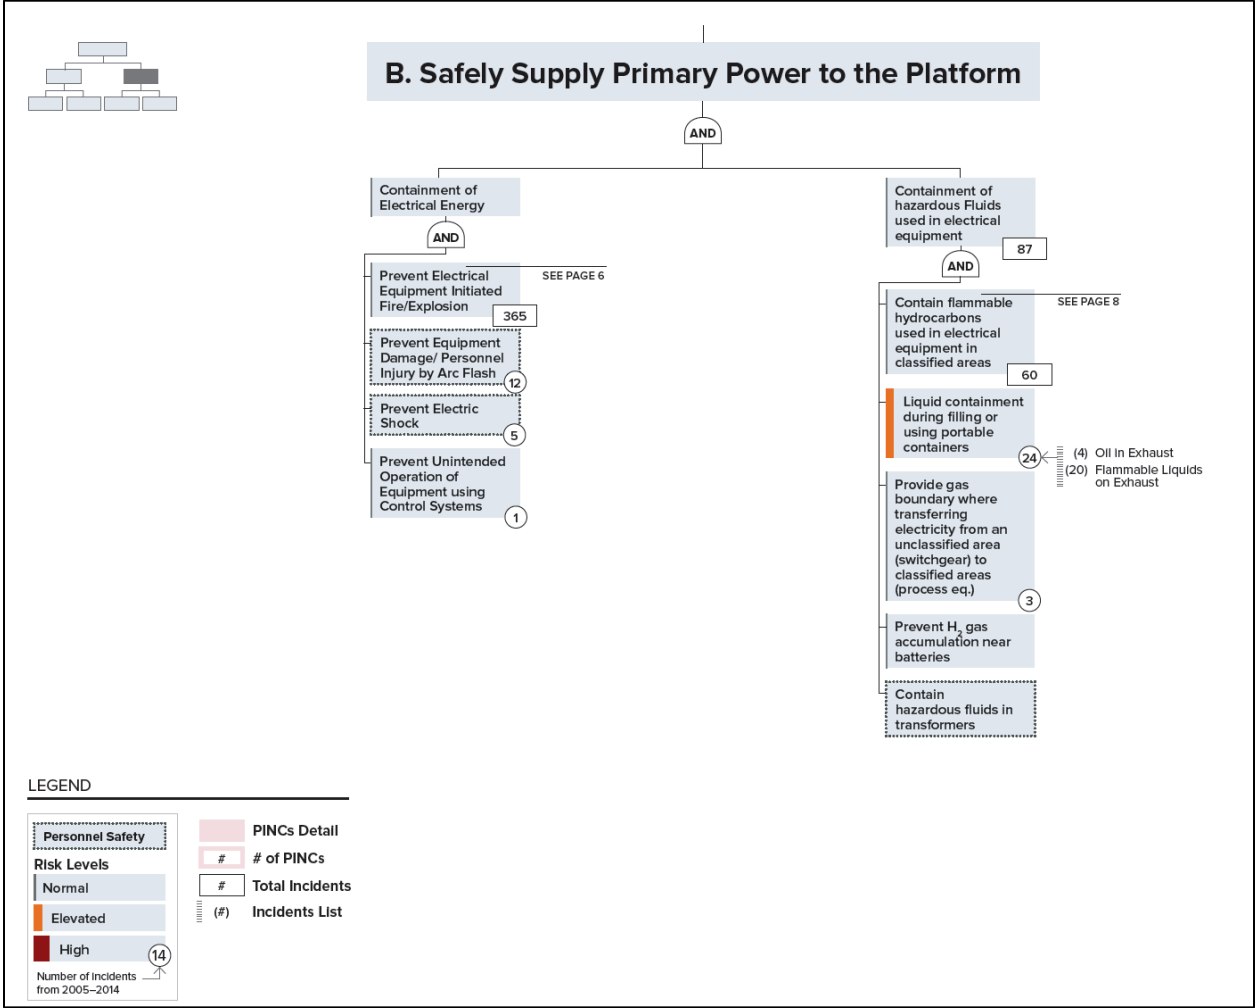 B. Safely Supply Primary Power to the Platform
AND
Containment of
Electrical Energy
AND
Prevent Electrical
Equipment Initiated
Fire/Explosion
365
SEE PAGE 6
Prevent Equipment
Damage/ Personnel
Injury by Arc Flash
12
Prevent Electric
Shock
5
Prevent Unintended
Operation of
Equipment using
Control Systems
1
Containment of
hazardous Fluids
used in electrical
equipment
87
AND
Contain flammable
hydrocarbons
used in electrical
equipment in
classified areas
60
SEE PAGE 8
Liquid containment
during filling or
using portable
containers
24
(4) Oil in Exhaust
(20) Flammable Liquids
on Exhaust
Provide gas
boundary where
transferring
electricity from an
unclassified area
(switchgear) to
classified areas
(process eq.)
3
Prevent H2 gas
accumulation near
batteries
Contain
hazardous fluids in
transformers
LEGEND
Personnel Safety
Risk Levels
Normal
Elevated
High
14
Number of Incidents
from 2005–2014
PINCs Detail
# # of PINCs
# Total Incidents
(#) Incidents List